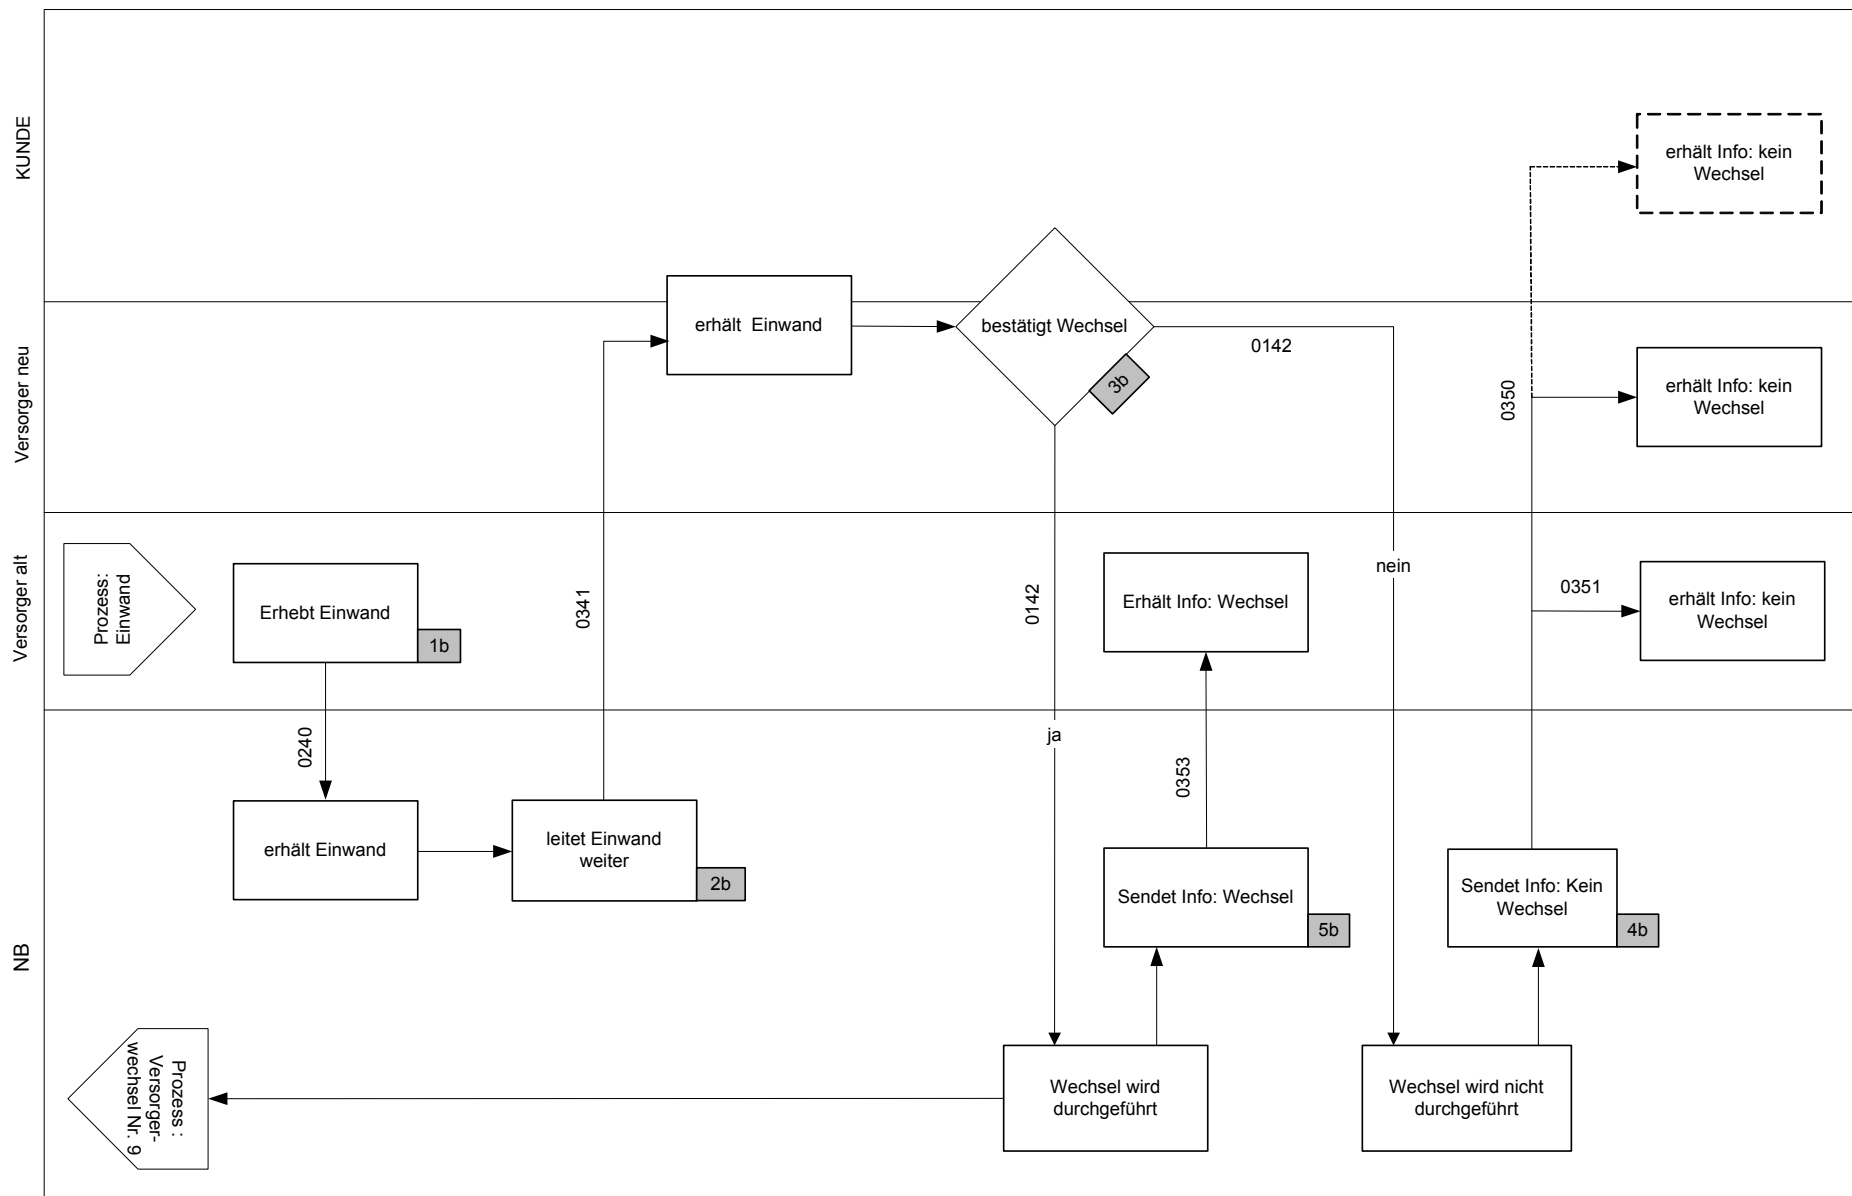 KUNDE
erhält Info: kein
Wechsel
Versorger neu
erhält  Einwand
bestätigt Wechsel
3b
0142
0350
erhält Info: kein
Wechsel
Versorger alt
Prozess:
Einwand
Erhebt Einwand
1b
0341
0142
Erhält Info: Wechsel
nein
0351
erhält Info: kein
Wechsel
NB
0240
ja
0353
erhält Einwand
leitet Einwand
weiter
2b
Sendet Info: Wechsel
5b
Sendet Info: Kein
Wechsel
4b
Prozess :
Versorger-
wechsel Nr. 9
Wechsel wird
durchgeführt
Wechsel wird nicht
durchgeführt